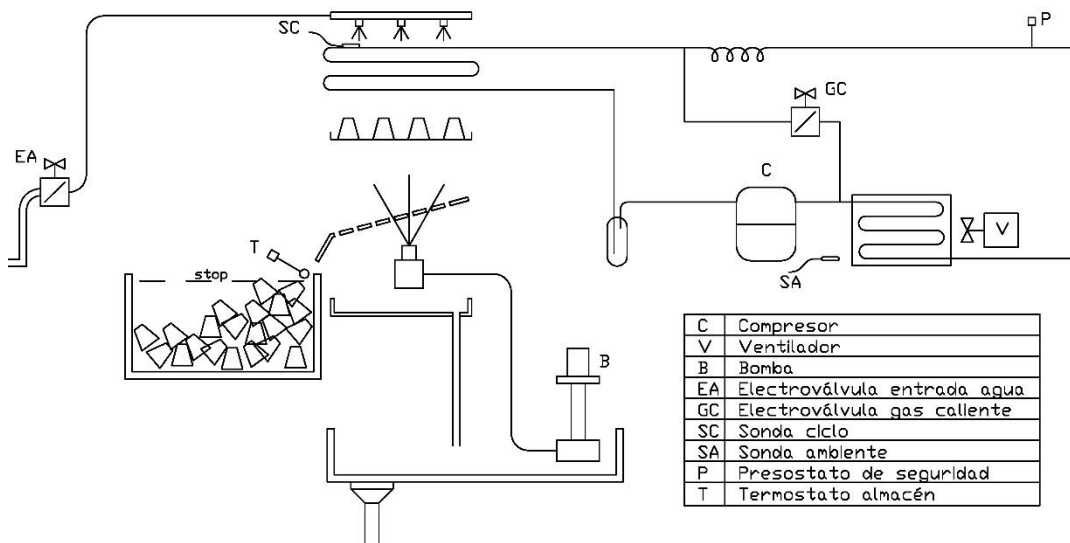 SC
P
GC
EA
C
T
stop
V
SA
B
C Compresor
V Ventilador
B Bomba
EA Electroválvula entrada agua
GC Electroválvula gas caliente
SC Sonda ciclo
SA Sonda ambiente
P Presostato de seguridad
T Termostato almacén